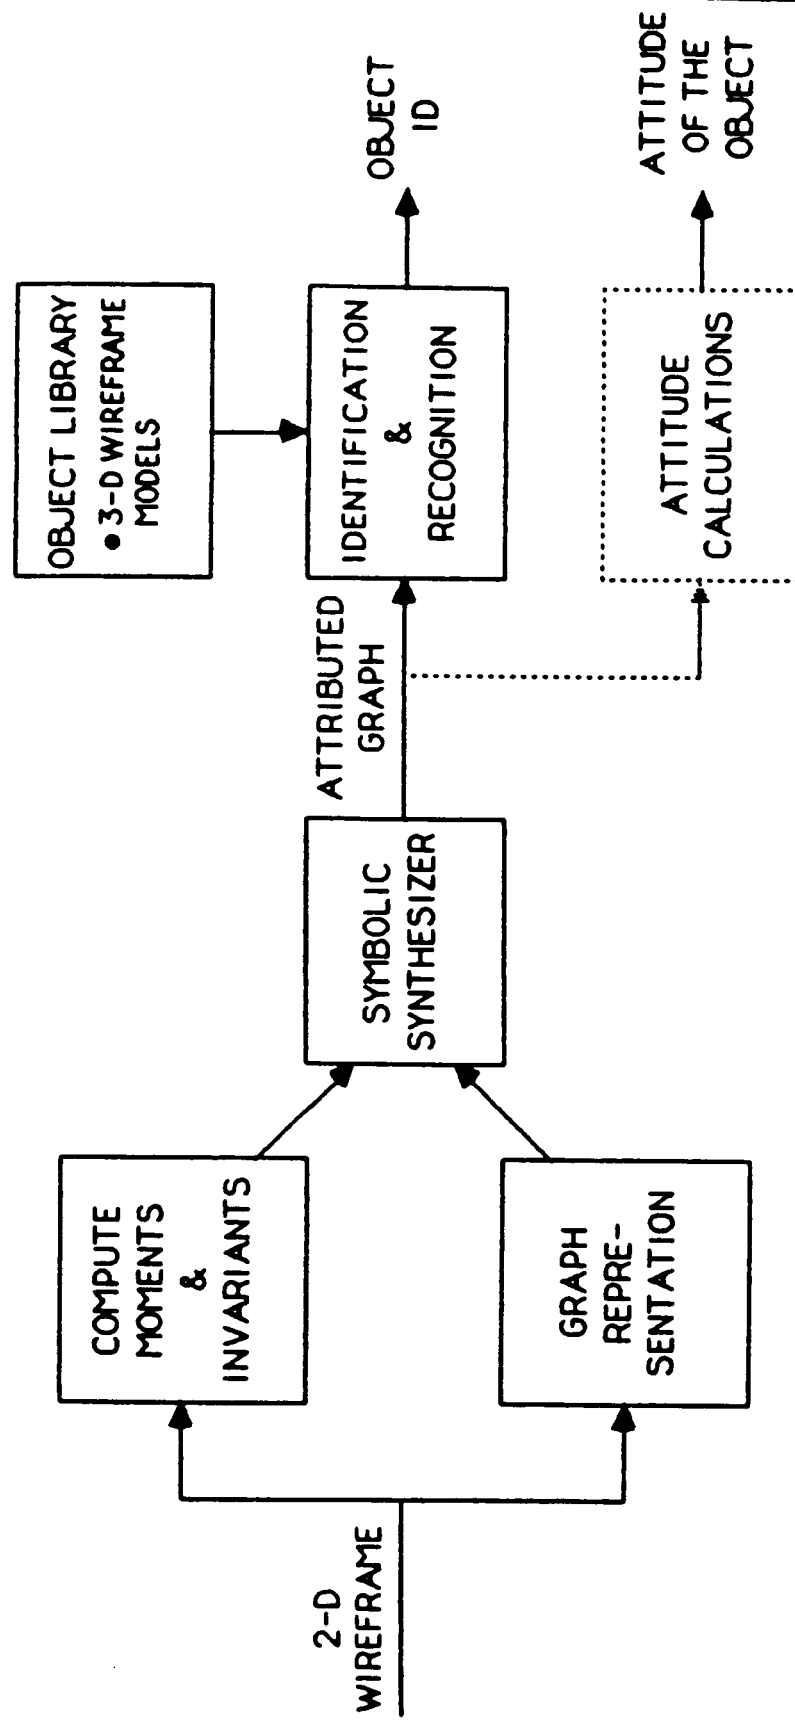 2-D
WIREFRAME
COMPUTE
MOMENTS
&
INVARIANTS
GRAPH
REPRE-
SENTATION
SYMBOLIC
SYNTHESIZER
ATTRIBUTED
GRAPH
OBJECT LIBRARY
● 3-D WIREFRAME
MODELS
IDENTIFICATION
&
RECOGNITION
OBJECT
ID
ATTITUDE
CALCULATIONS
ATTITUDE
OF THE
OBJECT